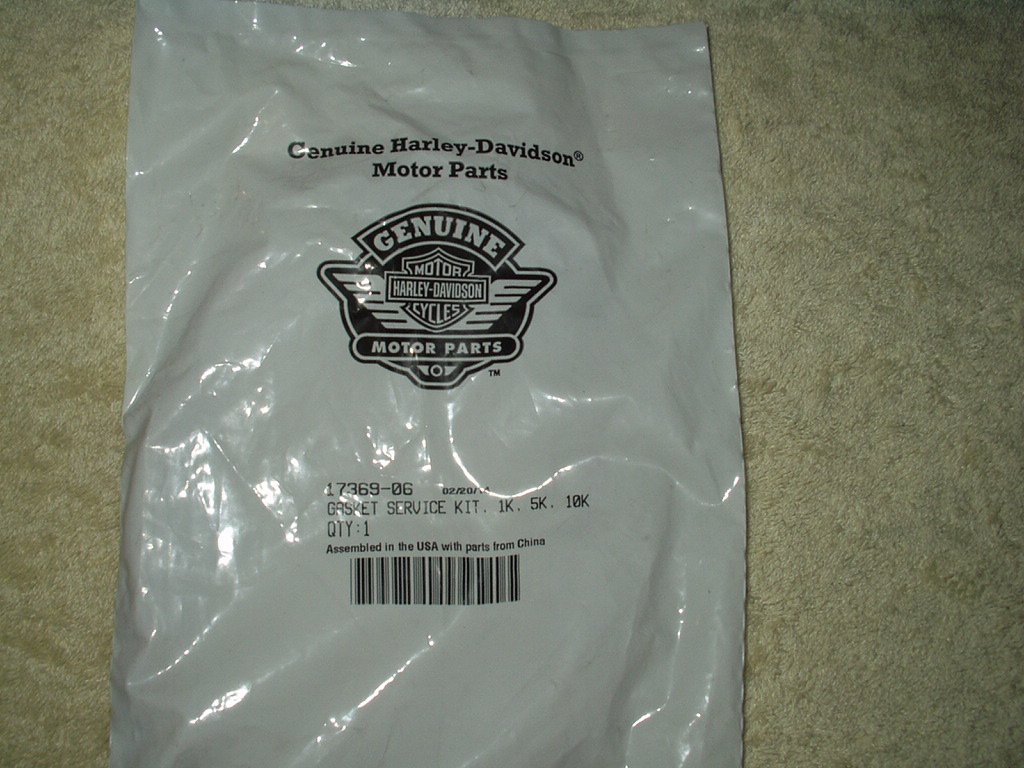 Genuine Harley-Davidson®
Motor Parts
GENUINE
MOTOR
HARLEY-DAVIDSON
CYCLES
MOTOR PARTS
TM
17369-06
GASKET SERVICE KIT. 1K. 5K. 10K
QTY:1
Assembled in the USA with parts from China